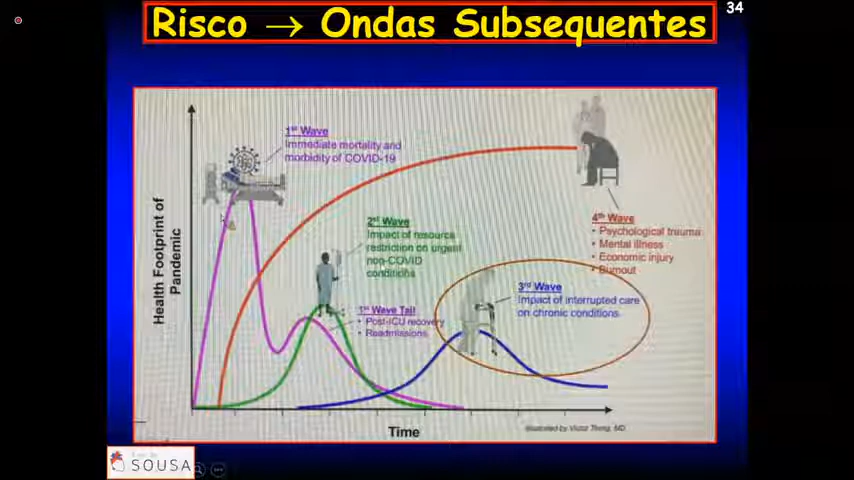 Risco → Ondas Subsequentes
34
1st Wave
Immediate mortality and
morbidity of COVID-19
2nd Wave
Impact of resource
restriction on urgent
non-COVID
conditions
4th Wave
• Psychological trauma
• Mental illness
• Economic injury
• Burnout
3rd Wave
Impact of interrupted care
on chronic conditions
1st Wave Tail
• Post-ICU recovery
• Readmissions
Health Footprint of
Pandemic
Time
Illustrated by Victor Tseng, MD
SOUSA